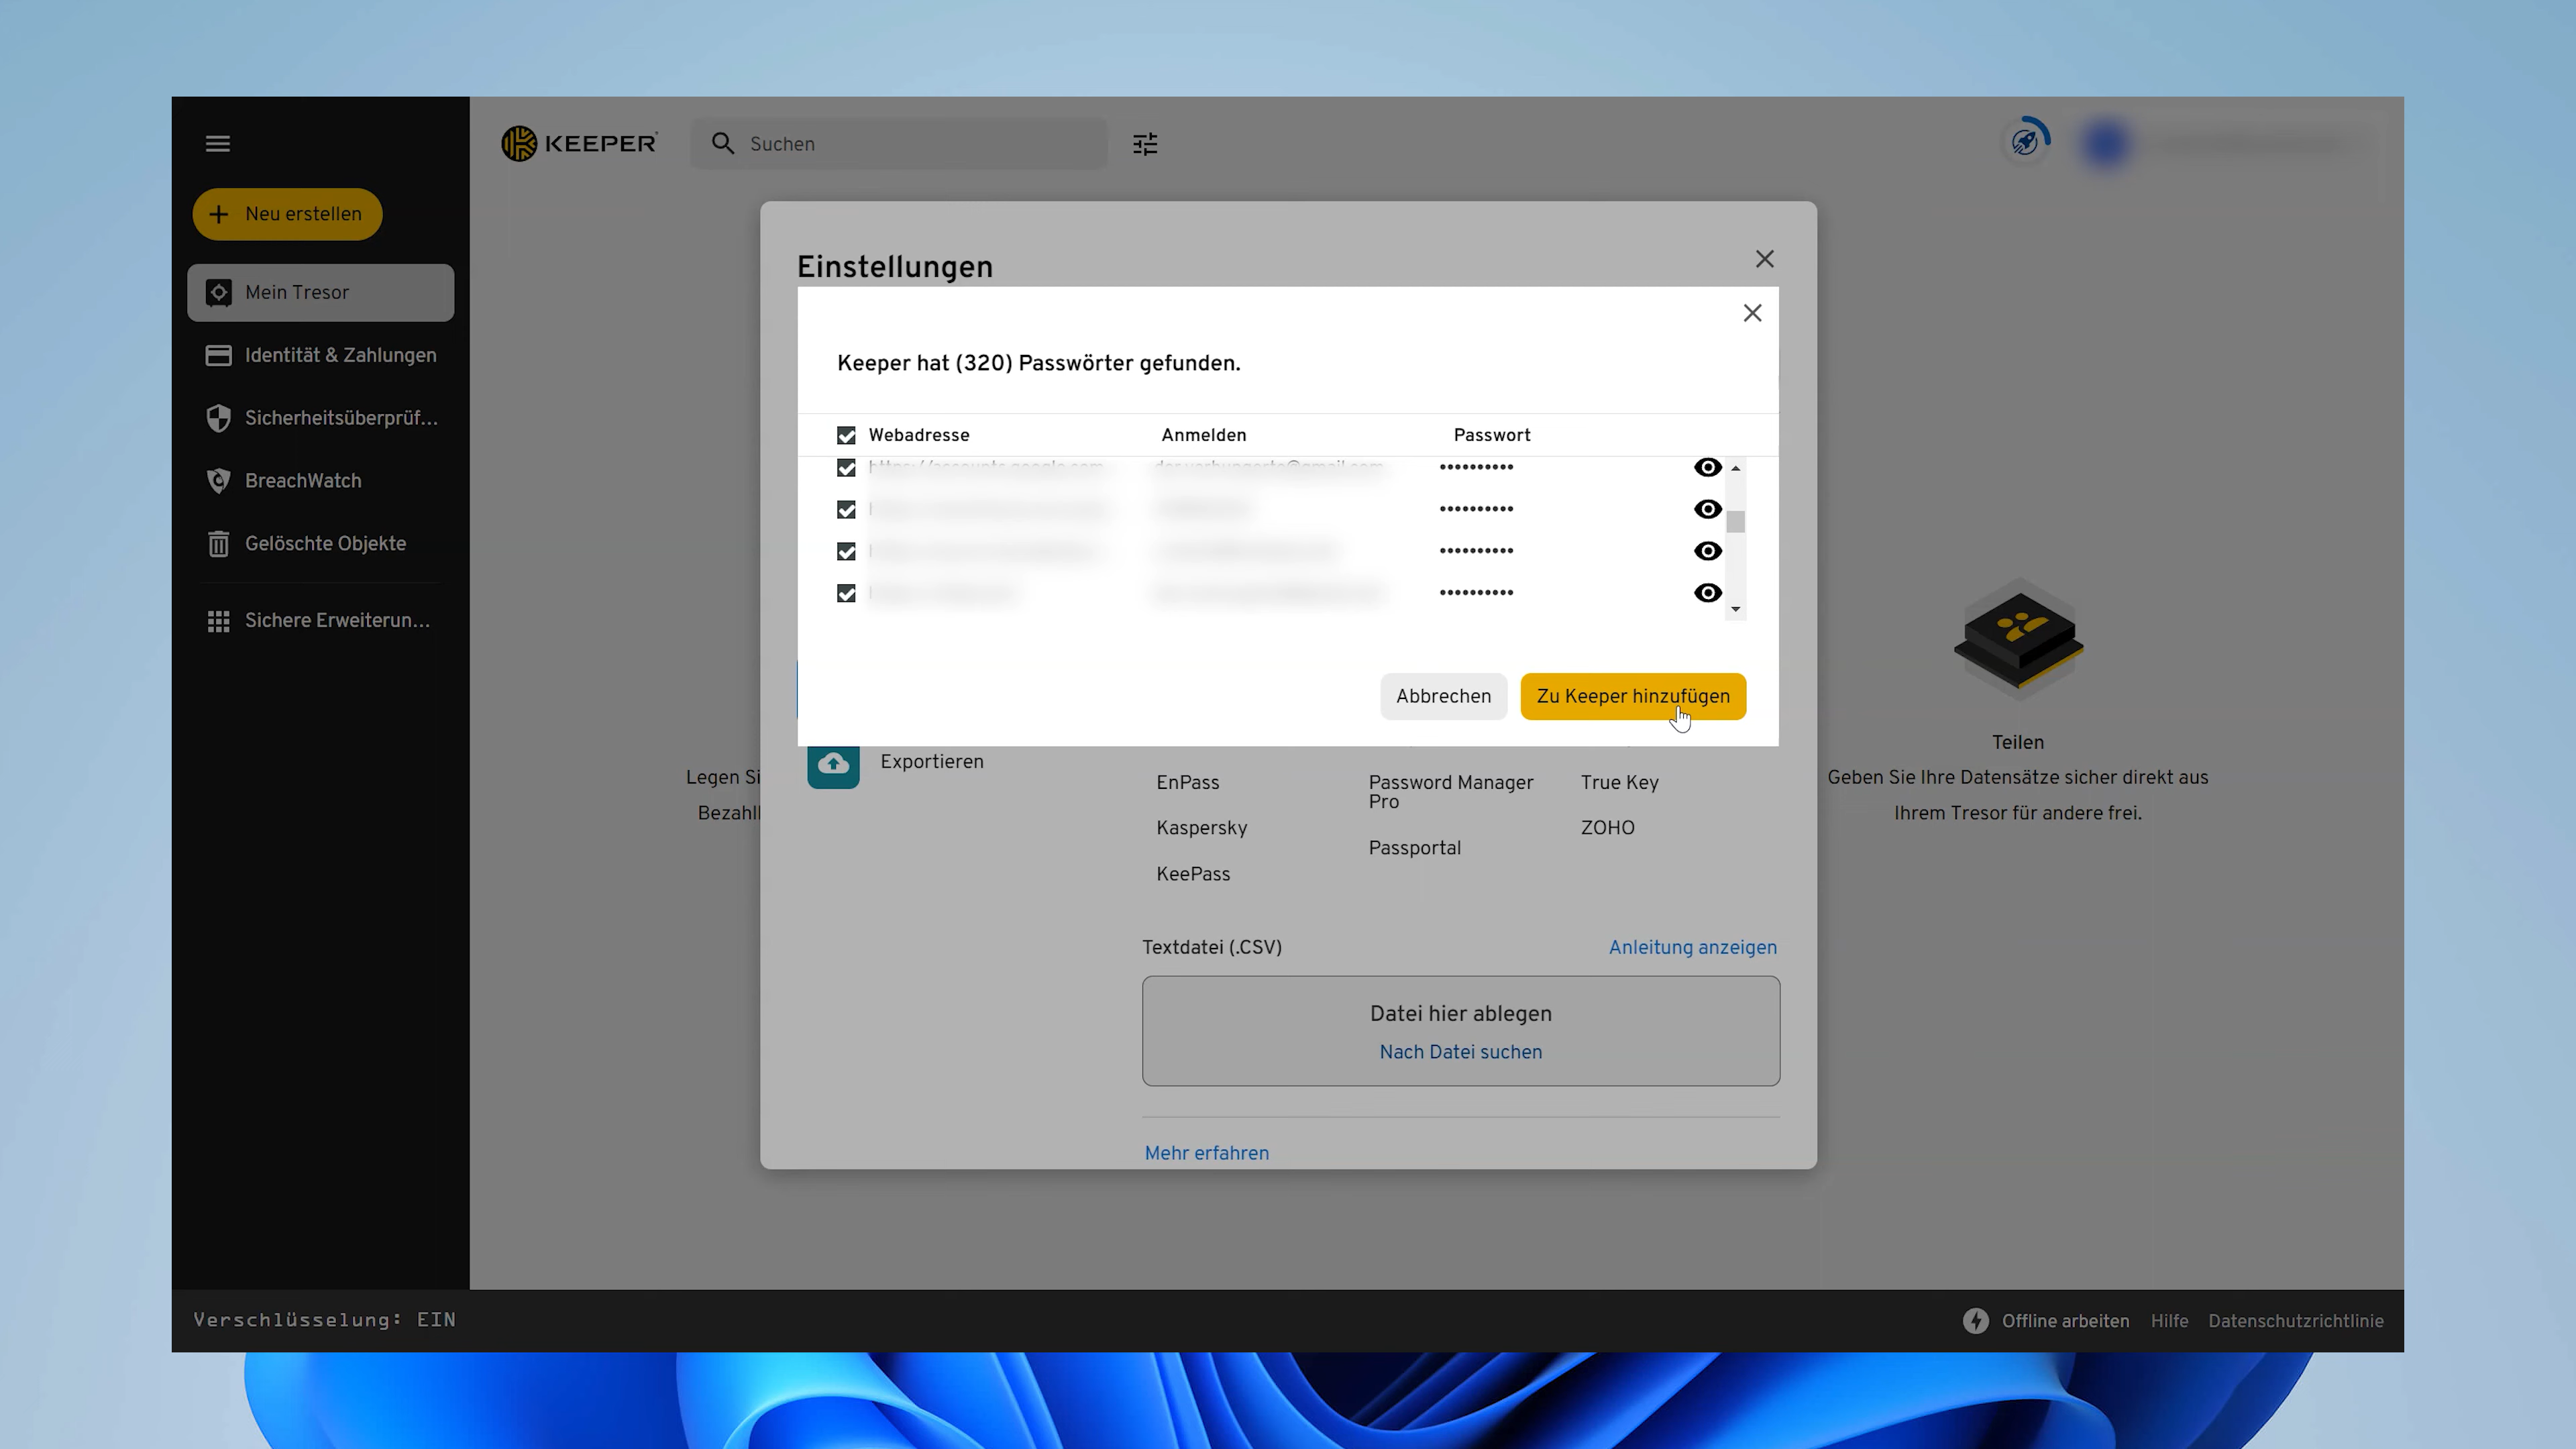 KEEPER
Suchen
Neu erstellen
Mein Tresor
Identität & Zahlungen
Sicherheitsüberprüf...
BreachWatch
Gelöschte Objekte
Sichere Erweiterun...
Einstellungen
Keeper hat (320) Passwörter gefunden.
Webadresse Anmelden Passwort
Abbrechen Zu Keeper hinzufügen
Exportieren
EnPass
Kaspersky
KeePass
Password Manager
Pro
Passportal
True Key
ZOHO
Legen Si
Bezahl
Teilen
Geben Sie Ihre Datensätze sicher direkt aus
Ihrem Tresor für andere frei.
Textdatei (.CSV) Anleitung anzeigen
Datei hier ablegen
Nach Datei suchen
Mehr erfahren
Verschlüsselung: EIN
Offline arbeiten Hilfe Datenschutzrichtlinie